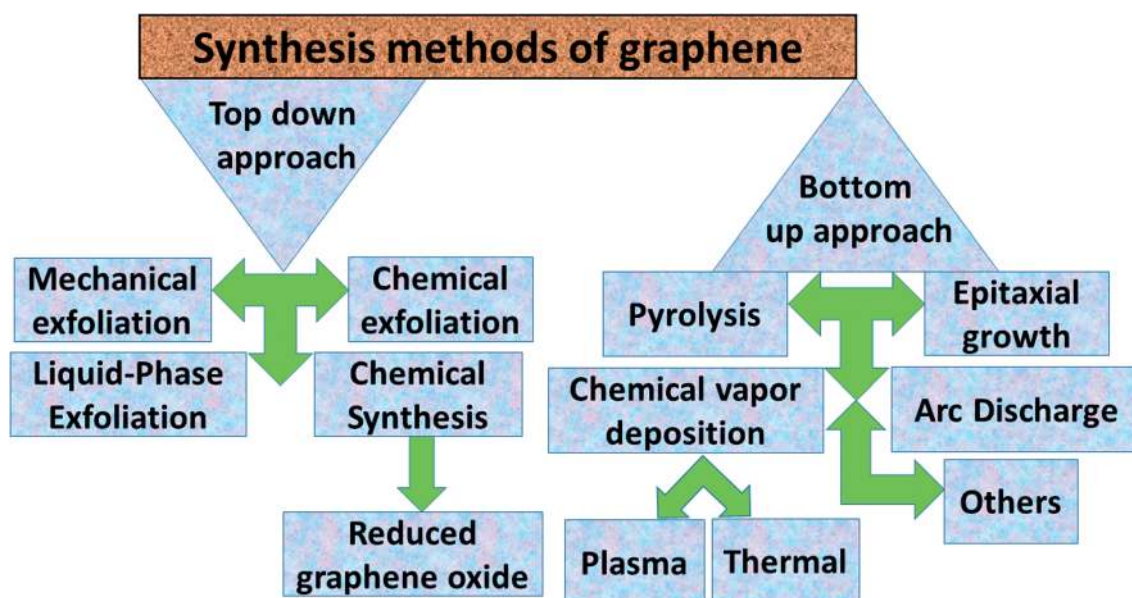 Synthesis methods of graphene
Top down
approach
Bottom
up approach
Mechanical
exfoliation
Chemical
exfoliation
Liquid-Phase
Exfoliation
Chemical
Synthesis
Reduced
graphene oxide
Pyrolysis
Epitaxial
growth
Chemical vapor
deposition
Arc Discharge
Others
Plasma
Thermal